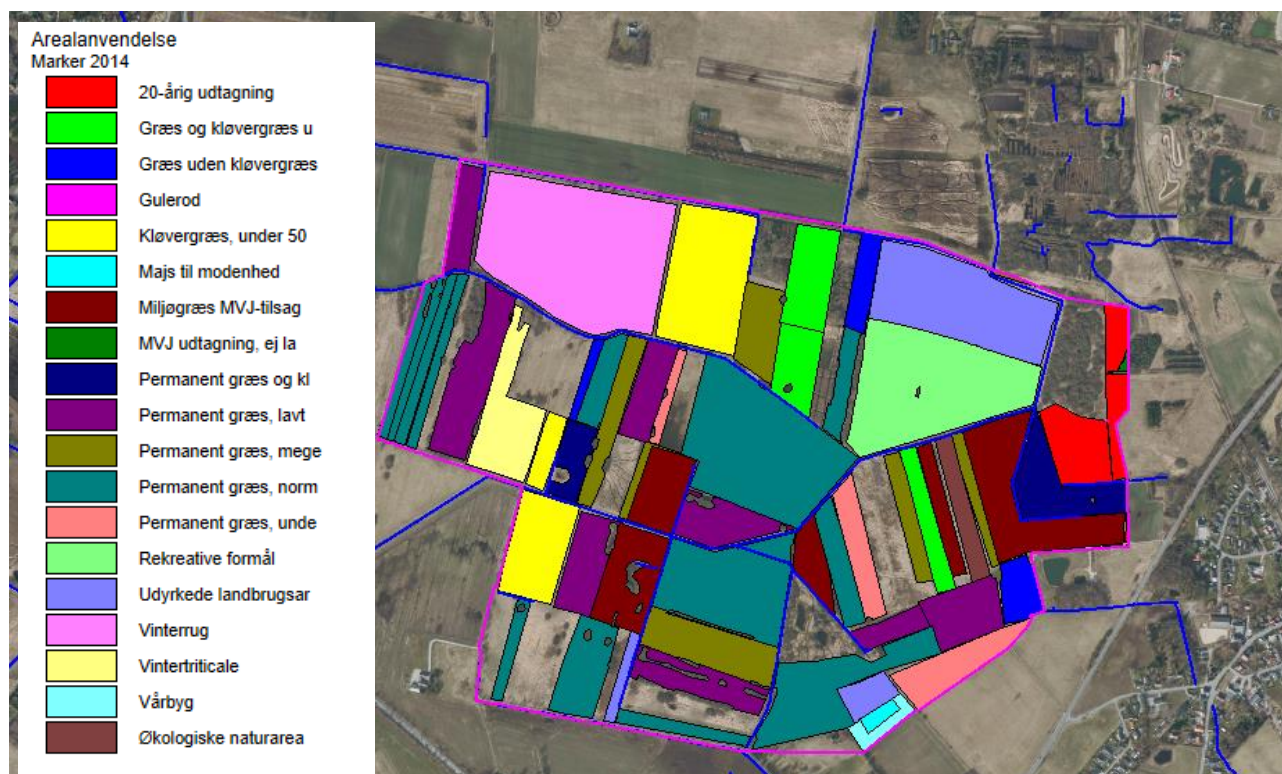 Arealanvendelse
Marker 2014
20-årig udtagning
Græs og kløvergræs u
Græs uden kløvergræs
Gulerod
Kløvergræs, under 50
Majs til modenhed
Miljøgræs MVJ-tilsag
MVJ udtagning, ej la
Permanent græs og kl
Permanent græs, lavt
Permanent græs, mege
Permanent græs, norm
Permanent græs, unde
Rekreative formål
Udyrkede landbrugsar
Vinterrug
Vintertriticale
Vårbyg
Økologiske naturarea